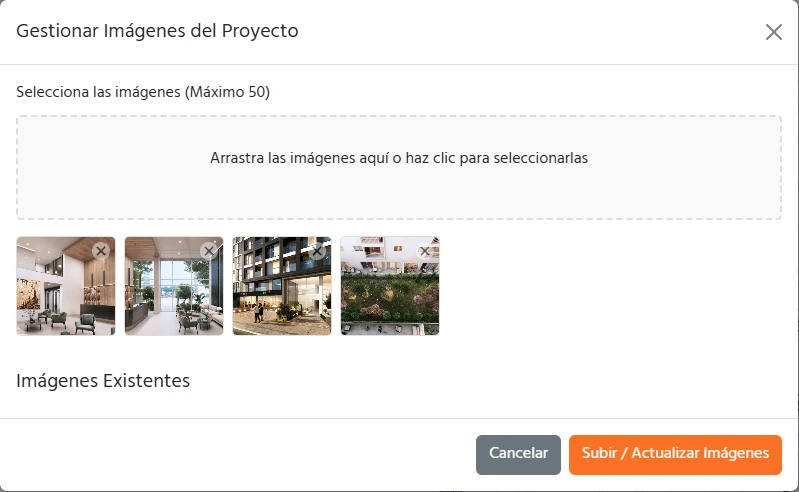 Gestionar Imágenes del Proyecto
Selecciona las imágenes (Máximo 50)
Arrastra las imágenes aquí o haz clic para seleccionarlas
Imágenes Existentes
Cancelar
Subir / Actualizar Imágenes